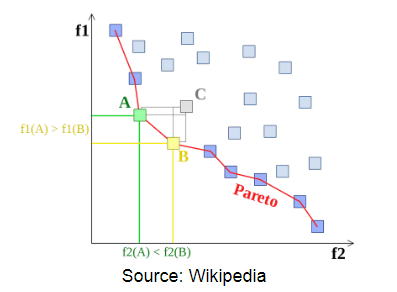 f1
A
C
f1(A) > f1(B)
B
Pareto
f2(A) < f2(B)
f2
Source: Wikipedia